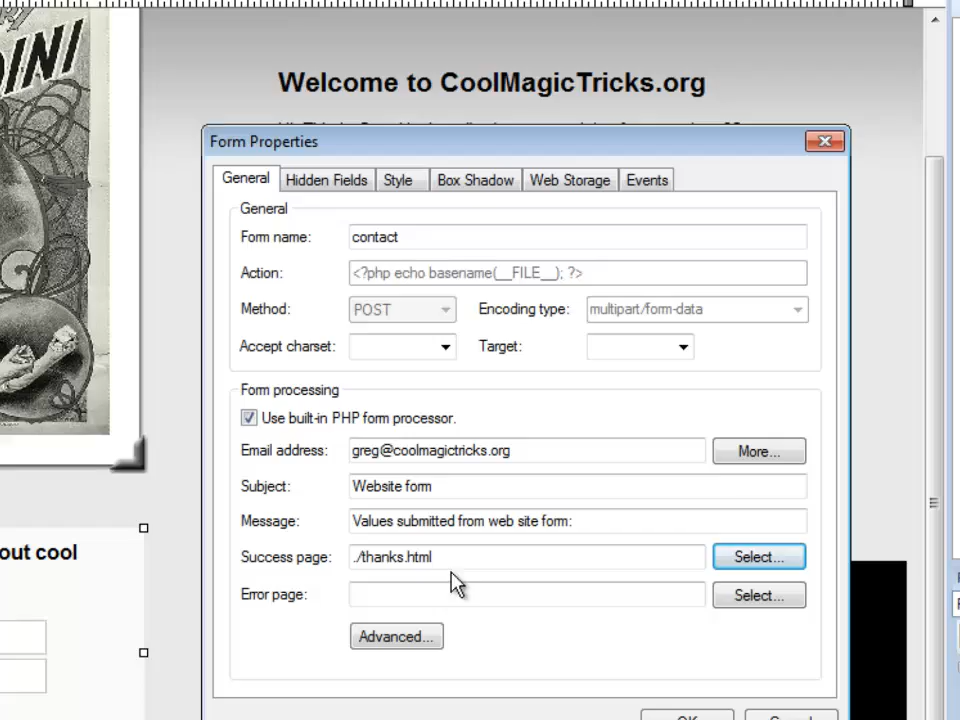 INI
Welcome to CoolMagicTricks.org
Form Properties
General Hidden Fields Style Box Shadow Web Storage Events
General
Form name: contact
Action: <?php echo basename(__FILE__); ?>
Method: POST Encoding type: multipart/form-data
Accept charset: Target:
Form processing
Use built-in PHP form processor.
Email address: greg@coolmagictricks.org More...
Subject: Website form
Message: Values submitted from web site form:
out cool
Success page: ./thanks.html Select...
Error page: Select...
Advanced...